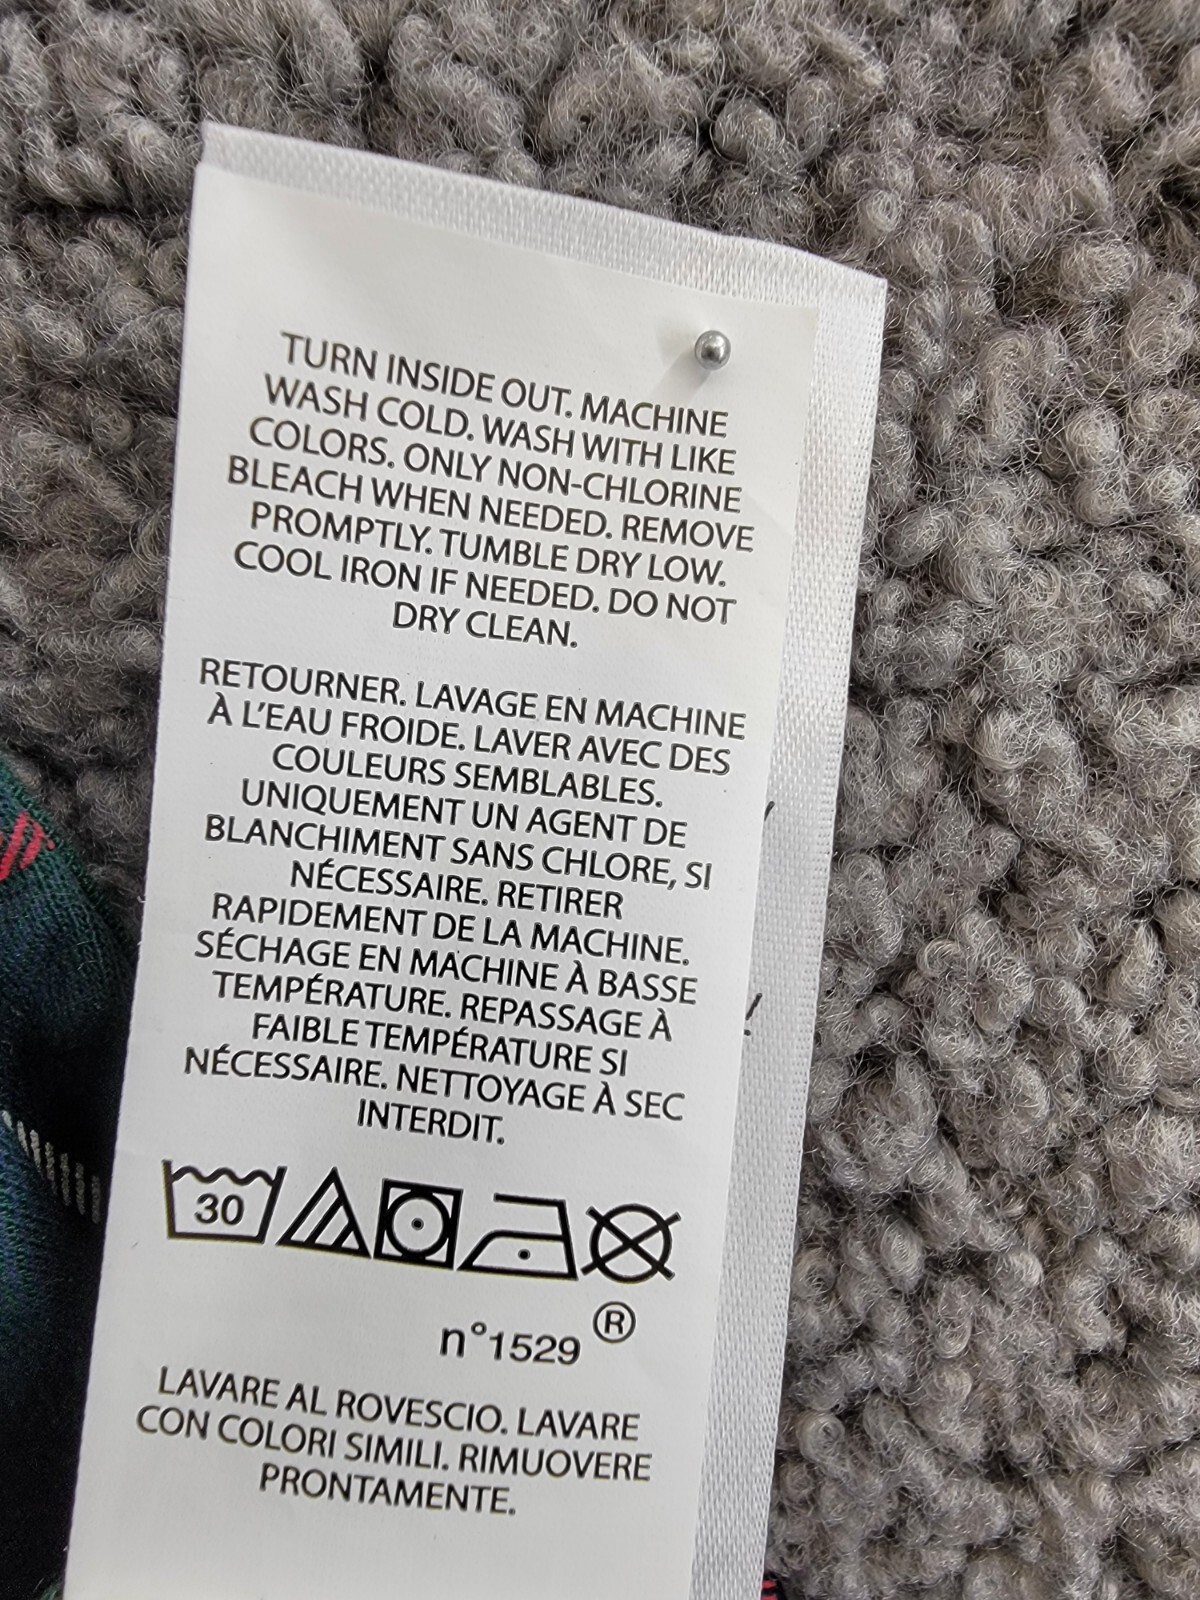 TURN INSIDE OUT. MACHINE
WASH COLD. WASH WITH LIKE
COLORS. ONLY NON-CHLORINE
BLEACH WHEN NEEDED. REMOVE
PROMPTLY. TUMBLE DRY LOW.
COOL IRON IF NEEDED. DO NOT
DRY CLEAN.
RETOURNER. LAVAGE EN MACHINE
À L'EAU FROIDE. LAVER AVEC DES
COULEURS SEMBLABLES.
UNIQUEMENT UN AGENT DE
BLANCHIMENT SANS CHLORE, SI
NÉCESSAIRE. RETIRER
RAPIDEMENT DE LA MACHINE.
SÉCHAGE EN MACHINE À BASSE
TEMPÉRATURE. REPASSAGE À
FAIBLE TEMPÉRATURE SI
NÉCESSAIRE. NETTOYAGE À SEC
INTERDIT.
30
n°1529 ®
LAVARE AL ROVESCIO. LAVARE
CON COLORI SIMILI. RIMUOVERE
PRONTAMENTE.